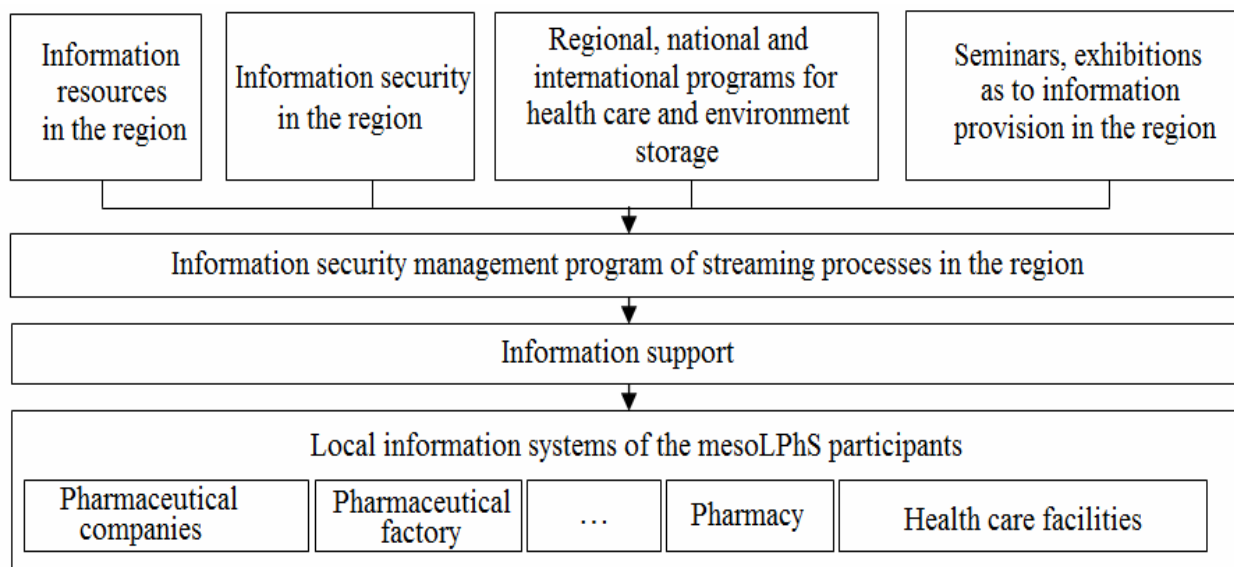 Information
resources
in the region
Information security
in the region
Regional, national and
international programs for
health care and environment
storage
Seminars, exhibitions
as to information
provision in the region
Information security management program of streaming processes in the region
Information support
Local information systems of the mesoLPhS participants
Pharmaceutical
companies
Pharmaceutical
factory
…
Pharmacy
Health care facilities